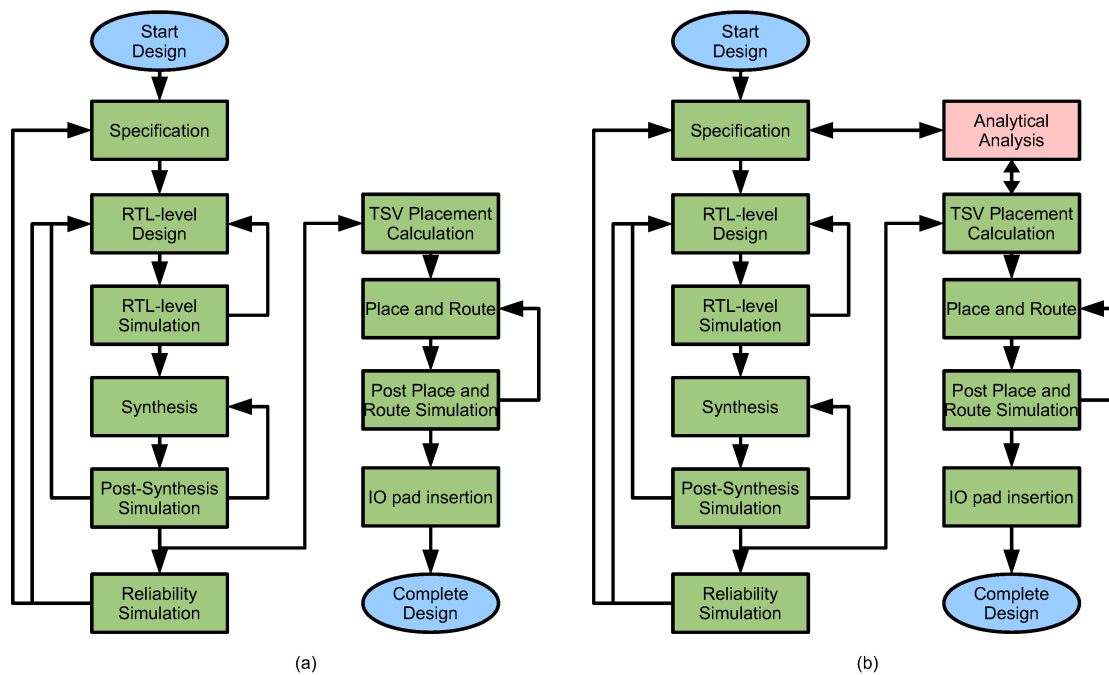 Start
Design
Specification
RTL-level
Design
RTL-level
Simulation
Synthesis
Post-Synthesis
Simulation
Reliability
Simulation
TSV Placement
Calculation
Place and Route
Post Place and
Route Simulation
IO pad insertion
Complete
Design
(a)
Start
Design
Specification
RTL-level
Design
RTL-level
Simulation
Synthesis
Post-Synthesis
Simulation
Reliability
Simulation
Analytical
Analysis
TSV Placement
Calculation
Place and Route
Post Place and
Route Simulation
IO pad insertion
Complete
Design
(b)